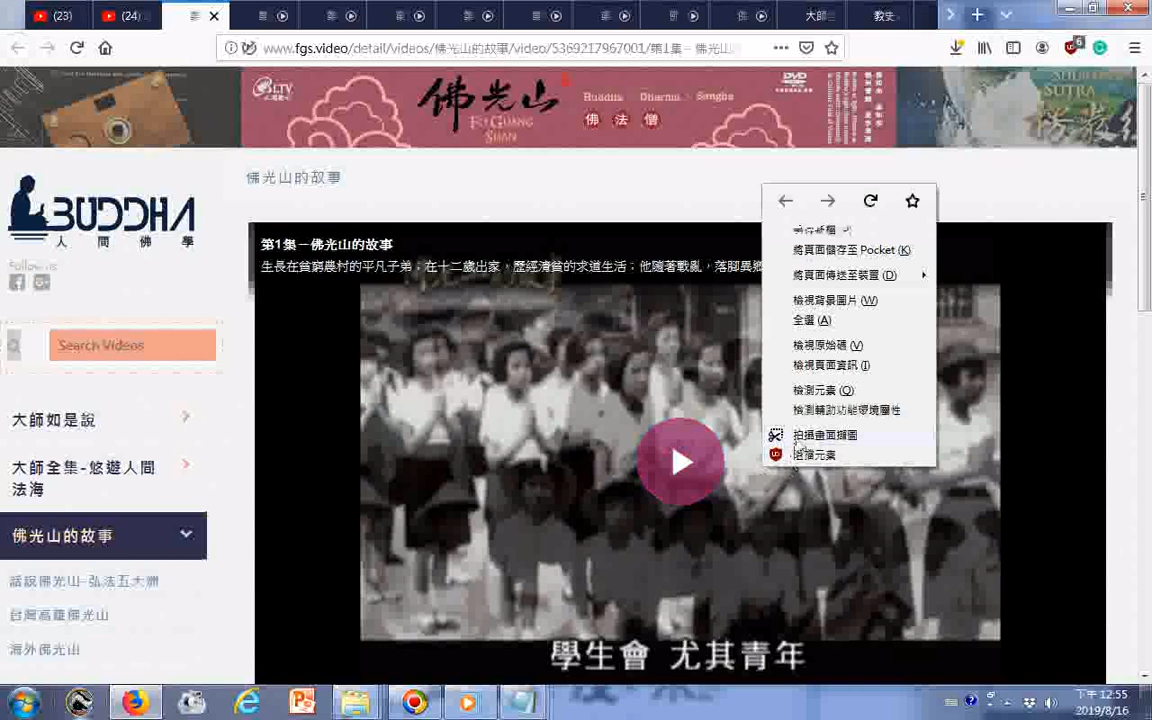 (23)
(24)
大師
教史
www.fgs.video/detail/videos/佛光山的故事/video/5369217967001/第1集－佛光山
6
BLTV
佛光山
FO GUANG SHAN
Buddha Dharma Sangha
佛 法 僧
DVD
SUTRA
BUDDHA
人間佛學
Follow us
Search Videos
大師如是說
大師全集-悠遊人間法海
佛光山的故事
話說佛光山-弘法五大洲
台灣高雄佛光山
海外佛光山
佛光山的故事
第1集－佛光山的故事
生長在貧窮農村的平凡子弟；在十二歲出家，歷經清貧的求道生活；他隨著戰亂，落腳異鄉
學生會 尤其青年
將頁面儲存至 Pocket (K)
將頁面傳送至裝置 (D)
檢視背景圖片 (W)
全選 (A)
檢視原始碼 (V)
檢視頁面資訊 (I)
檢測元素 (Q)
檢測輔助功能環境屬性
拍攝畫面擷圖
阻擋元素
下午 12:55
2019/8/16